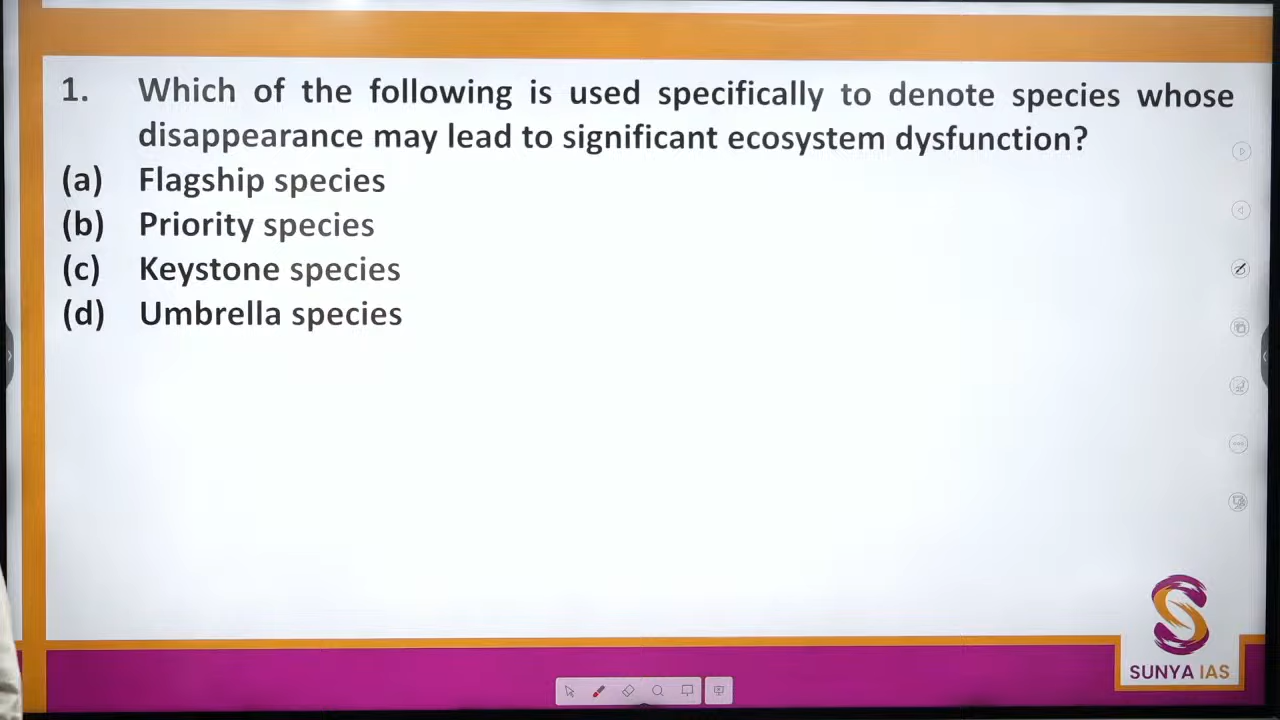 1. Which of the following is used specifically to denote species whose
disappearance may lead to significant ecosystem dysfunction?
(a) Flagship species
(b) Priority species
(c) Keystone species
(d) Umbrella species
SUNYA IAS